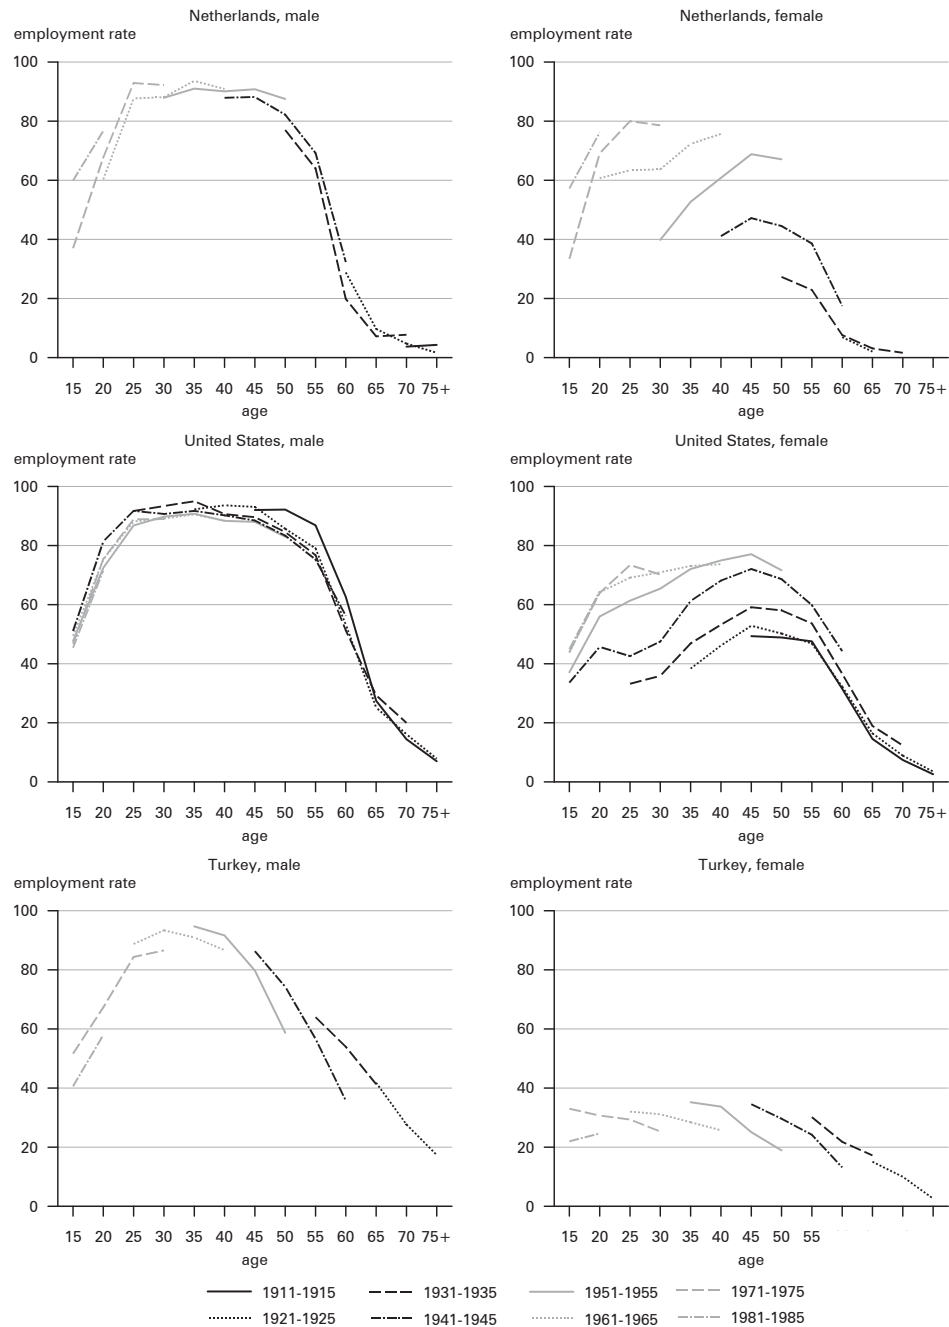 Netherlands, male
employment rate
100
80
60
40
20
0
15 20 25 30 35 40 45 50 55 60 65 70 75+
age
Netherlands, female
employment rate
100
80
60
40
20
0
15 20 25 30 35 40 45 50 55 60 65 70 75+
age
United States, male
employment rate
100
80
60
40
20
0
15 20 25 30 35 40 45 50 55 60 65 70 75+
age
United States, female
employment rate
100
80
60
40
20
0
15 20 25 30 35 40 45 50 55 60 65 70 75+
age
Turkey, male
employment rate
100
80
60
40
20
0
15 20 25 30 35 40 45 50 55 60 65 70 75+
age
Turkey, female
employment rate
100
80
60
40
20
0
15 20 25 30 35 40 45 50 55
age
1911-1915 1931-1935 1951-1955 1971-1975
1921-1925 1941-1945 1961-1965 1981-1985